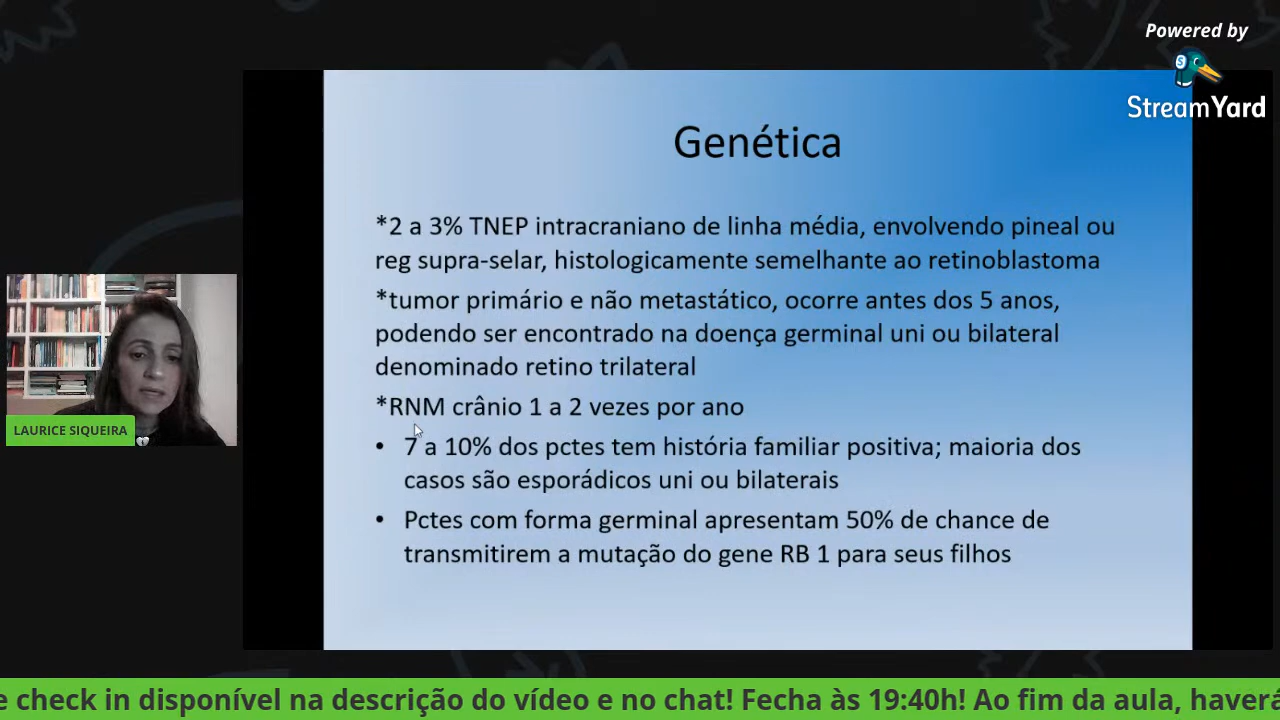 Powered by
StreamYard
Genética
*2 a 3% TNEP intracraniano de linha média, envolvendo pineal ou
reg supra-selar, histologicamente semelhante ao retinoblastoma
*tumor primário e não metastático, ocorre antes dos 5 anos,
podendo ser encontrado na doença germinal uni ou bilateral
denominado retino trilateral
*RNM crânio 1 a 2 vezes por ano
• 7 a 10% dos pctes tem história familiar positiva; maioria dos
casos são esporádicos uni ou bilaterais
• Pctes com forma germinal apresentam 50% de chance de
transmitirem a mutação do gene RB 1 para seus filhos
LAURICE SIQUEIRA
e check in disponível na descrição do vídeo e no chat! Fecha às 19:40h! Ao fim da aula, haverá